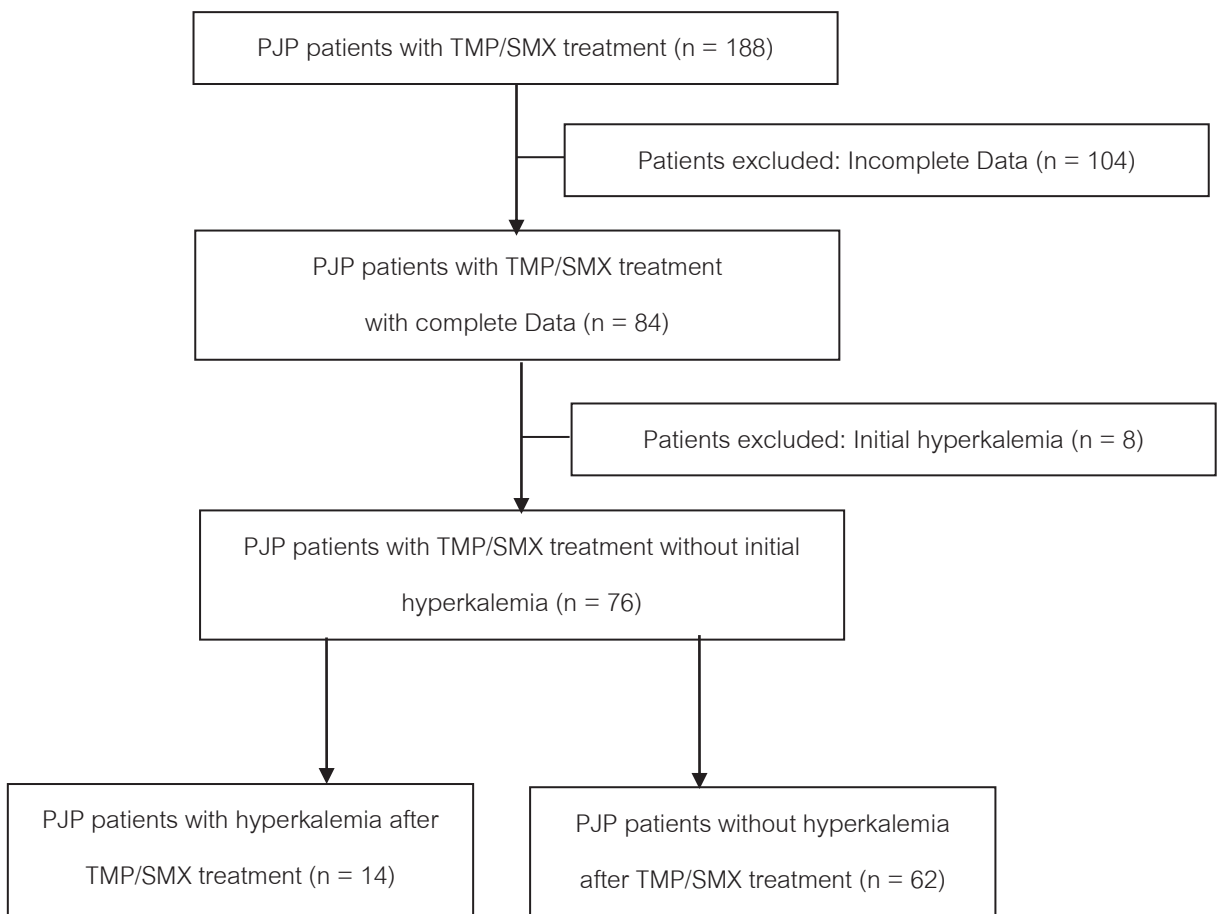 PJP patients with TMP/SMX treatment (n = 188)
Patients excluded: Incomplete Data (n = 104)
PJP patients with TMP/SMX treatment
with complete Data (n = 84)
Patients excluded: Initial hyperkalemia (n = 8)
PJP patients with TMP/SMX treatment without initial
hyperkalemia (n = 76)
PJP patients with hyperkalemia after
TMP/SMX treatment (n = 14)
PJP patients without hyperkalemia
after TMP/SMX treatment (n = 62)